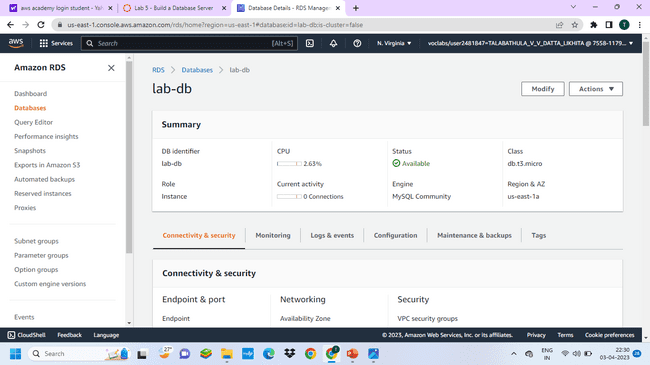 aws academy login student - Yah
Lab 5 - Build a Database Server
Database Details - RDS Manage
us-east-1.console.aws.amazon.com/rds/home?region=us-east-1#database:id=lab-db;is-cluster=false
aws
Services
Search
[Alt+S]
N. Virginia
voclabs/user2481847=TALABATHULA_V_V_DATTA_LIKHITA @ 7558-1179...
Amazon RDS
Dashboard
Databases
Query Editor
Performance insights
Snapshots
Exports in Amazon S3
Automated backups
Reserved instances
Proxies
Subnet groups
Parameter groups
Option groups
Custom engine versions
Events
RDS
Databases
lab-db
lab-db
Modify
Actions
Summary
DB identifier
lab-db
CPU
2.63%
Status
Available
Class
db.t3.micro
Role
Instance
Current activity
0 Connections
Engine
MySQL Community
Region & AZ
us-east-1a
Connectivity & security
Monitoring
Logs & events
Configuration
Maintenance & backups
Tags
Connectivity & security
Endpoint & port
Endpoint
Networking
Availability Zone
Security
VPC security groups
CloudShell
Feedback
Language
© 2023, Amazon Web Services, Inc. or its affiliates.
Privacy
Terms
Cookie preferences
Search
27°
ENG
IN
22:30
03-04-2023